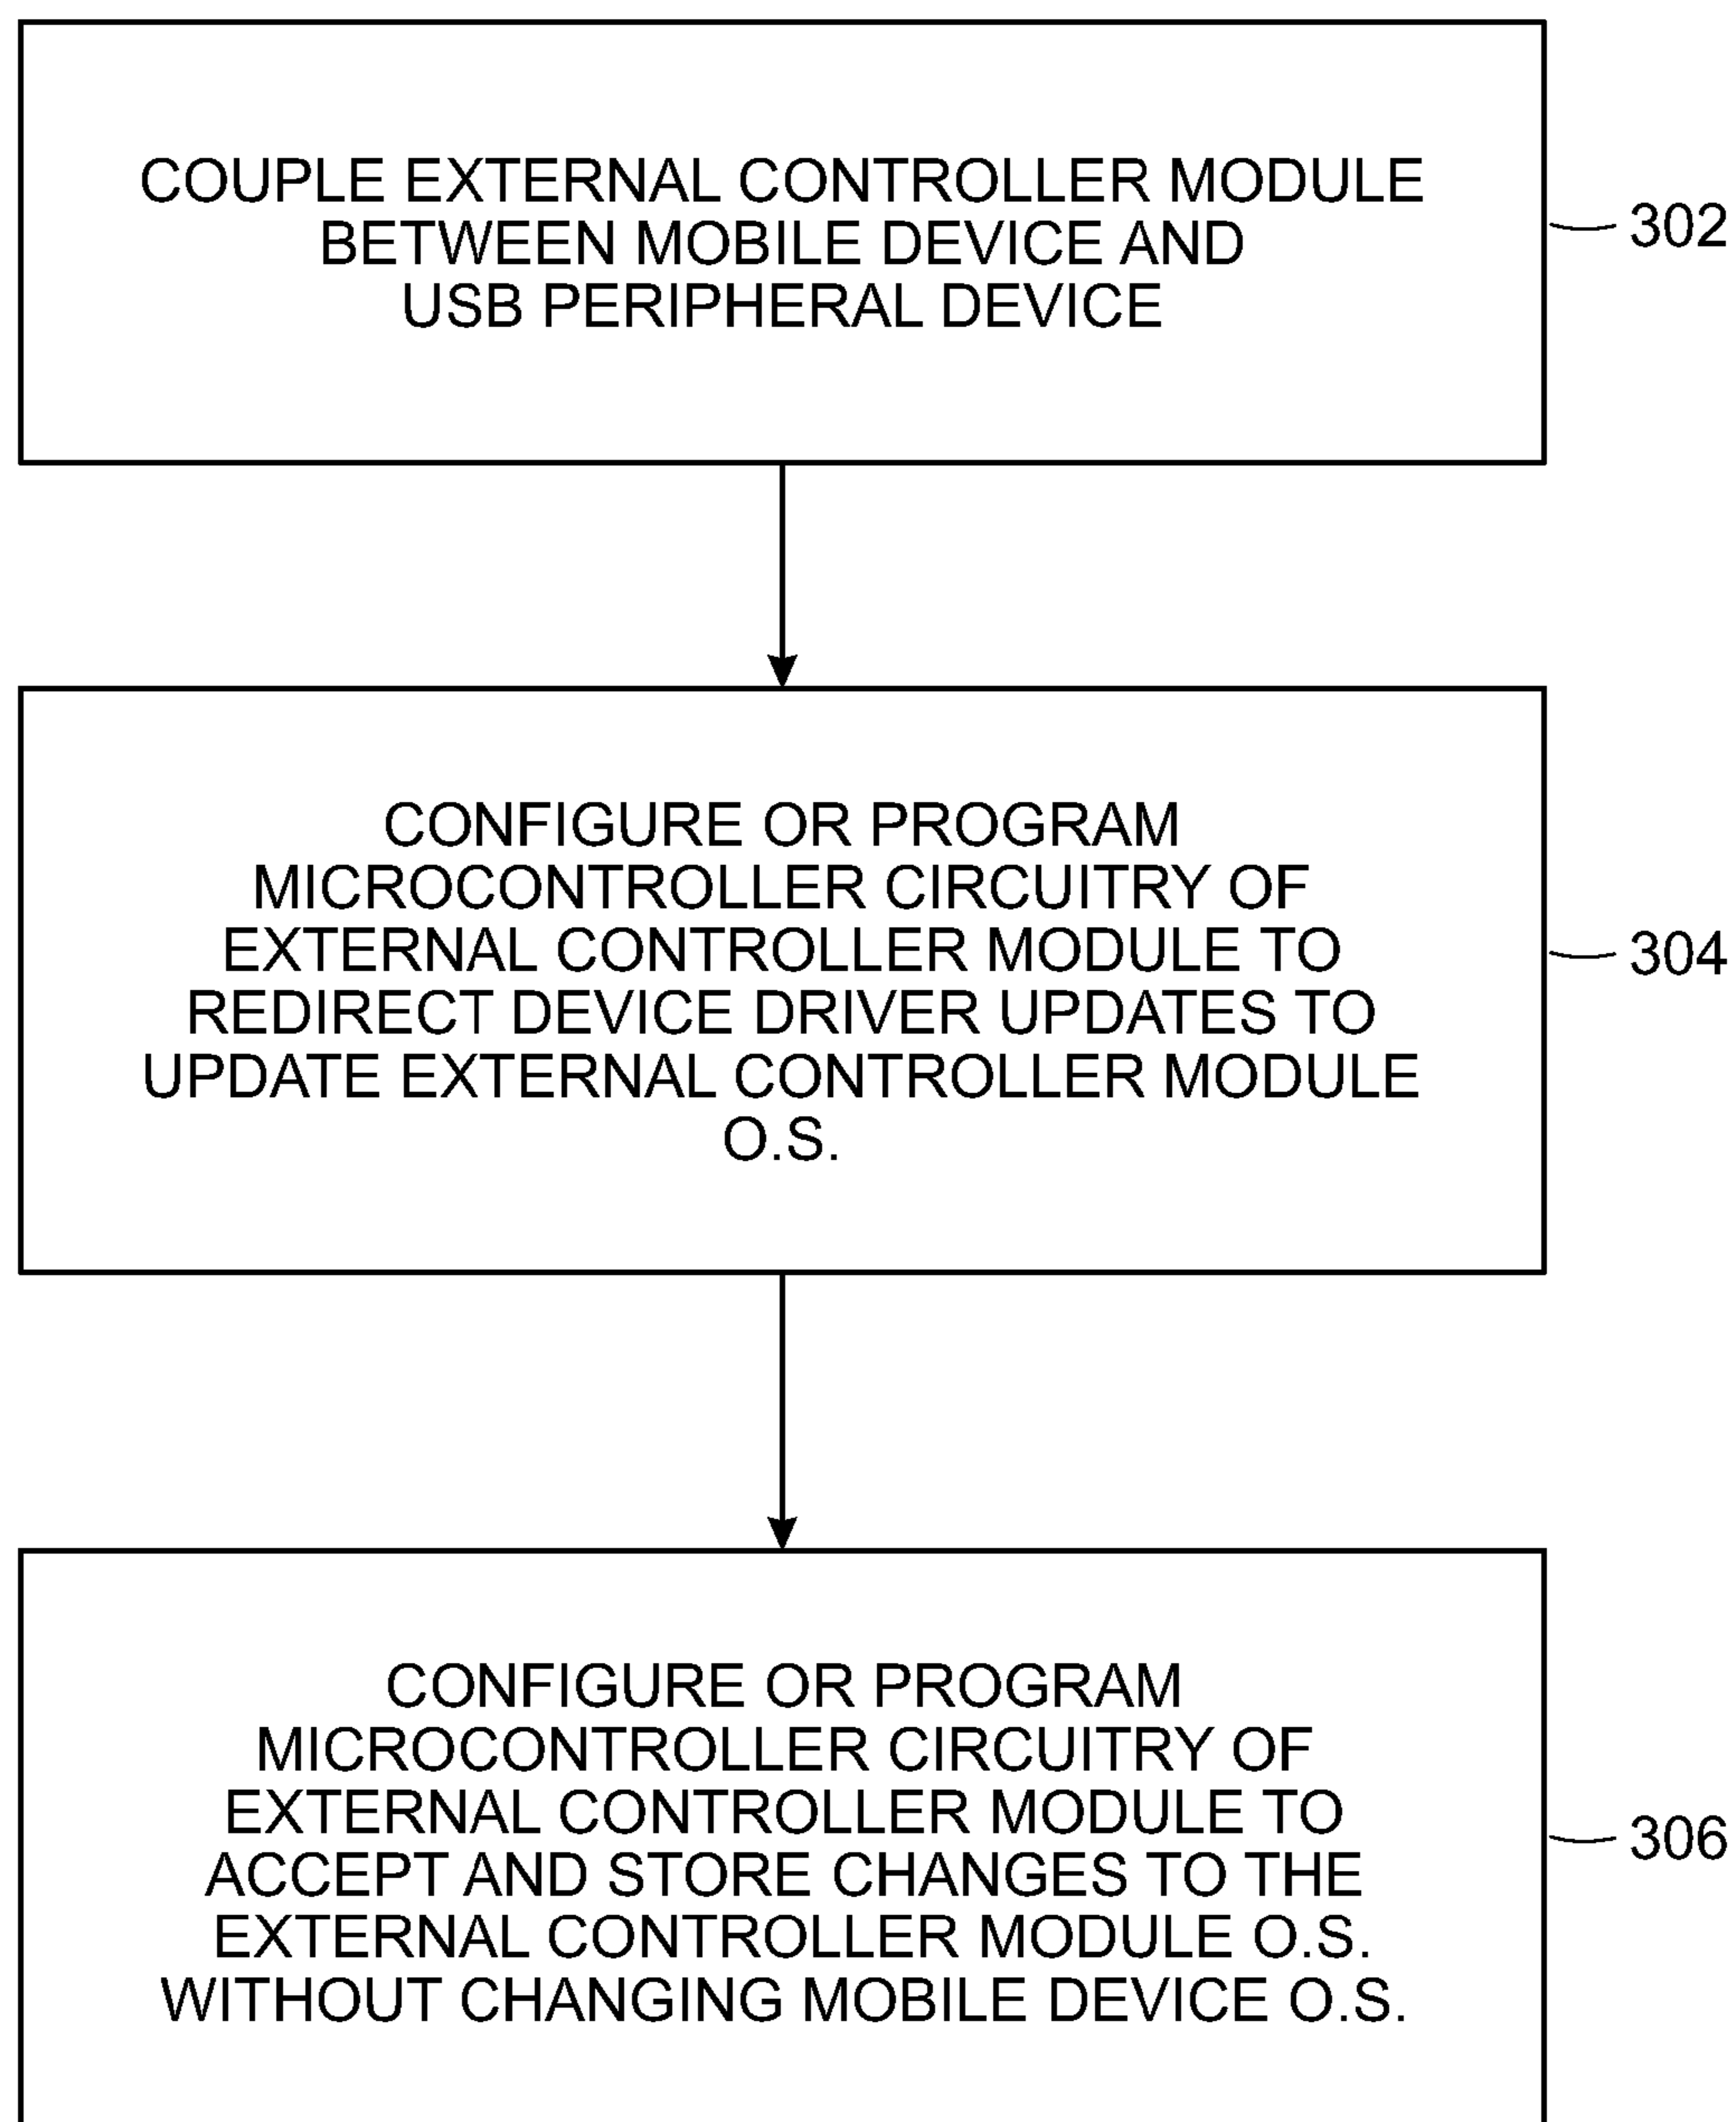 COUPLE EXTERNAL CONTROLLER MODULE
BETWEEN MOBILE DEVICE AND
USB PERIPHERAL DEVICE
302
CONFIGURE OR PROGRAM
MICROCONTROLLER CIRCUITRY OF
EXTERNAL CONTROLLER MODULE TO
REDIRECT DEVICE DRIVER UPDATES TO
UPDATE EXTERNAL CONTROLLER MODULE
O.S.
304
CONFIGURE OR PROGRAM
MICROCONTROLLER CIRCUITRY OF
EXTERNAL CONTROLLER MODULE TO
ACCEPT AND STORE CHANGES TO THE
EXTERNAL CONTROLLER MODULE O.S.
WITHOUT CHANGING MOBILE DEVICE O.S.
306